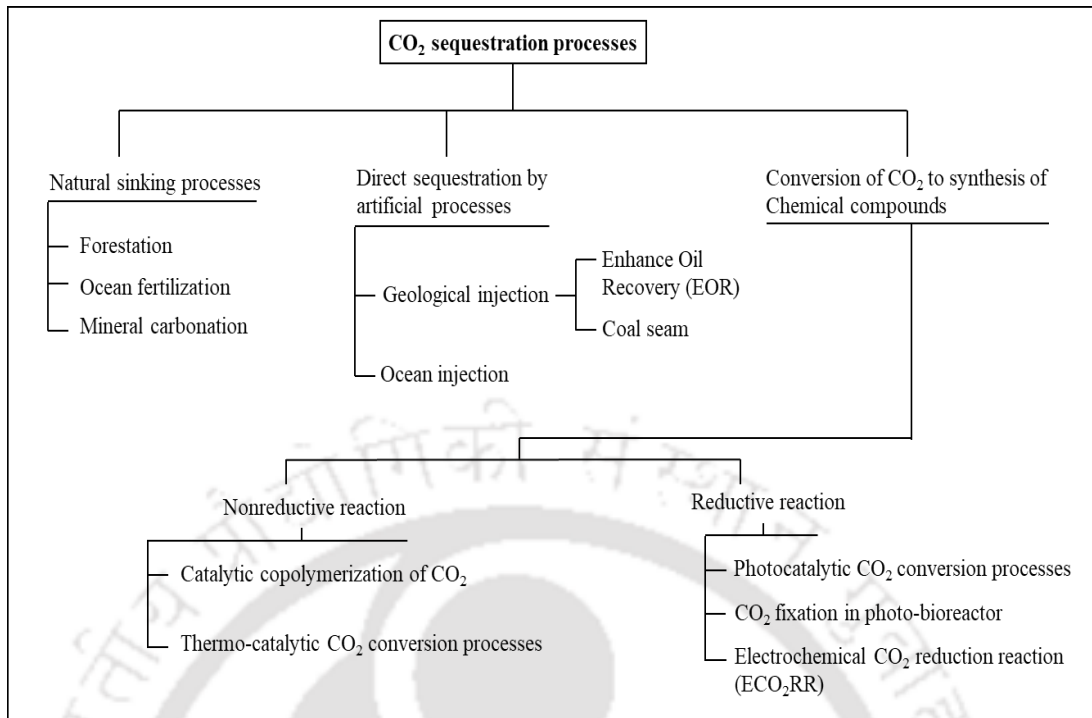 CO₂ sequestration processes
Natural sinking processes
Forestation
Ocean fertilization
Mineral carbonation
Direct sequestration by
artificial processes
Geological injection
Enhance Oil
Recovery (EOR)
Coal seam
Ocean injection
Conversion of CO₂ to synthesis of
Chemical compounds
Nonreductive reaction
Catalytic copolymerization of CO₂
Thermo-catalytic CO₂ conversion processes
Reductive reaction
Photocatalytic CO₂ conversion processes
CO₂ fixation in photo-bioreactor
Electrochemical CO₂ reduction reaction
(ECO₂RR)